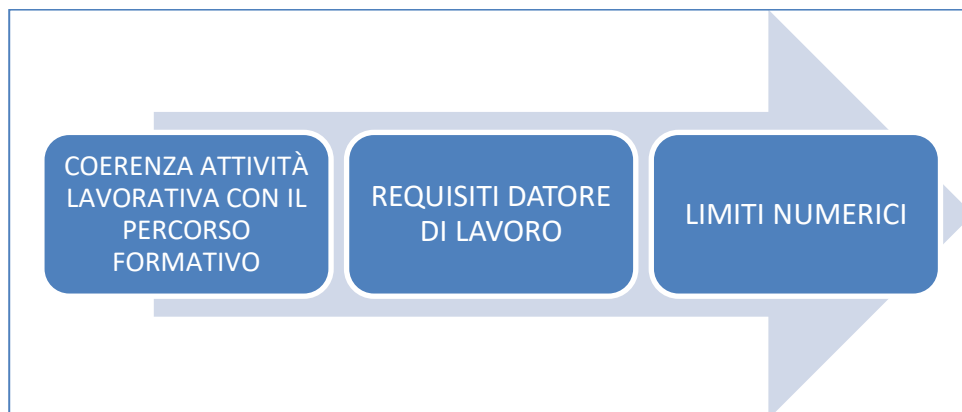 COERENZA ATTIVITÀ
LAVORATIVA CON IL
PERCORSO
FORMATIVO
REQUISITI DATORE
DI LAVORO
LIMITI NUMERICI